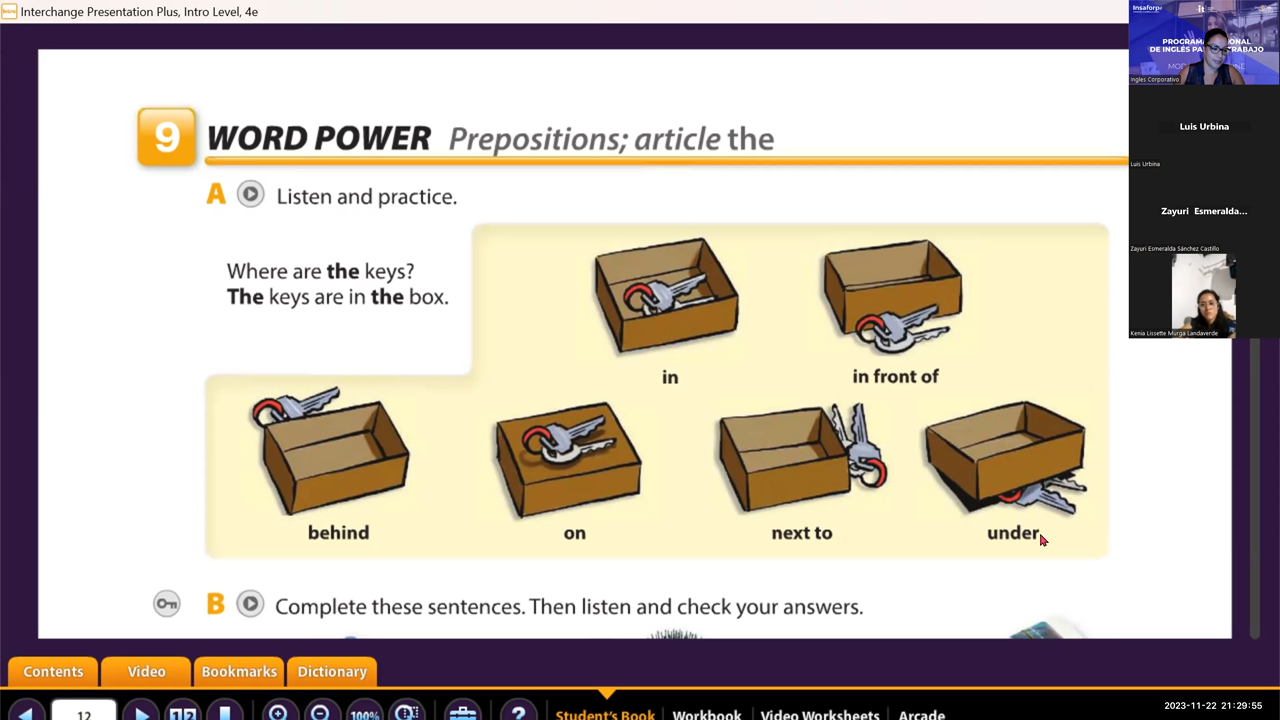 Interchange Presentation Plus, Intro Level, 4e
9 WORD POWER Prepositions; article the
A Listen and practice.
Where are the keys?
The keys are in the box.
in
in front of
behind
on
next to
under
B Complete these sentences. Then listen and check your answers.
Contents
Video
Bookmarks
Dictionary
12
100%
?
Student's Book
Workbook
Video Worksheets
Arcade
Ingles Corporativo
Luis Urbina
Luis Urbina
Zayuri Esmeralda...
Zayuri Esmeralda Sánchez Castillo
Kenia Lissette Murga Landaverde
2023-11-22 21:29:55